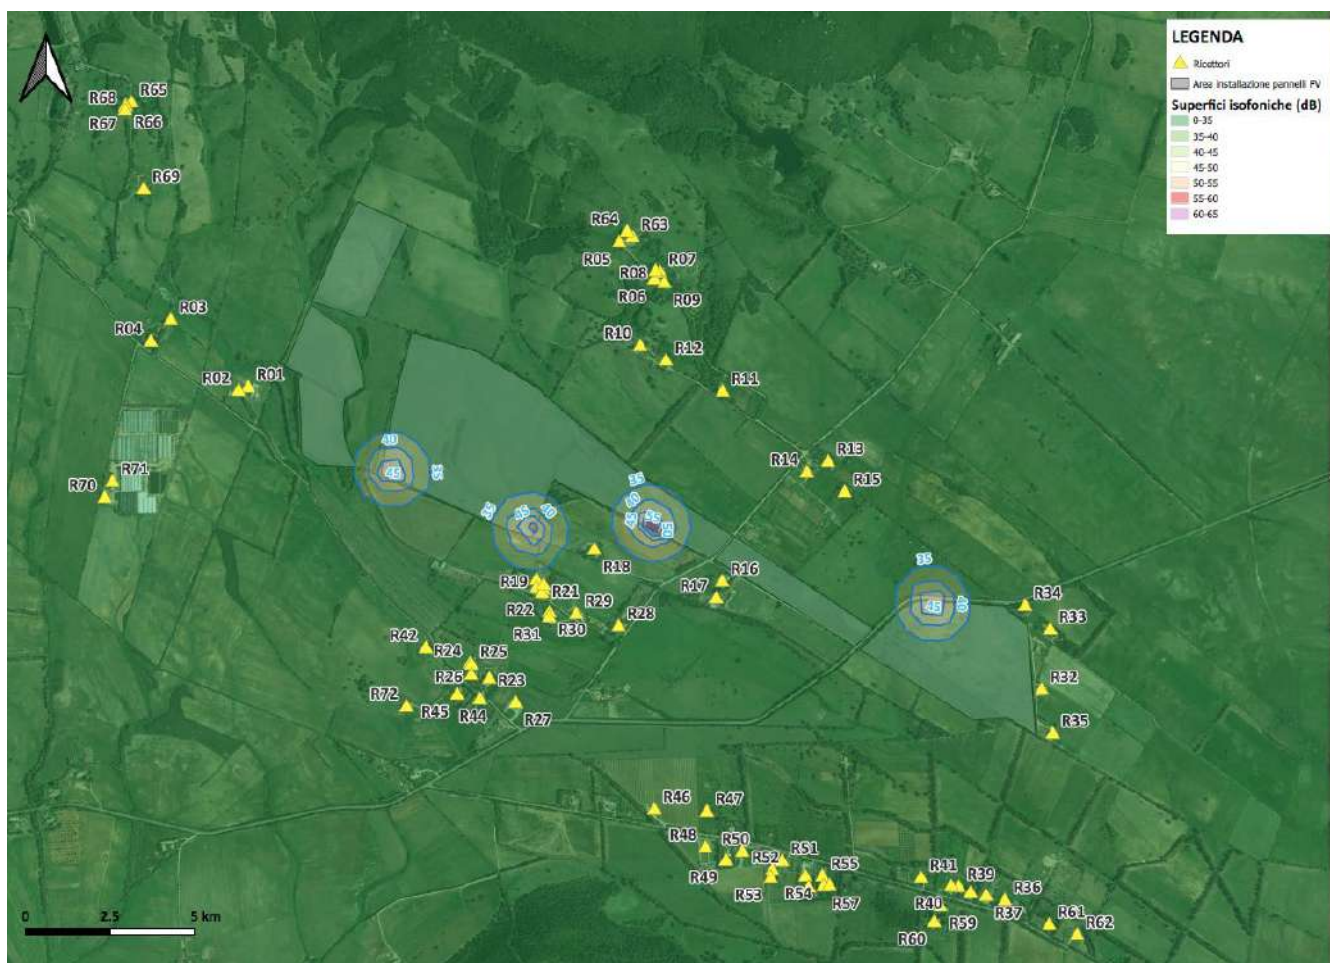 LEGENDA
Ricettori
Area installazione pannelli FV
Superfici isofoniche (dB)
0-35
35-40
40-45
45-50
50-55
55-60
60-65
R68
R65
R67
R66
R69
R64
R63
R05
R07
R08
R06
R09
R03
R04
R10
R12
R02
R01
R11
40
45
35
R13
R14
R15
R71
R70
35
45
40
35
40
45
55
50
R18
R19
R21
R16
R17
35
45
40
R34
R33
R22
R29
R31
R30
R28
R42
R24
R25
R26
R23
R72
R45
R44
R27
R32
R35
R46
R47
R48
R50
R49
R52
R51
R53
R55
R54
R57
R41
R39
R36
R40
R37
R59
R60
R61
R62
0
2.5
5 km